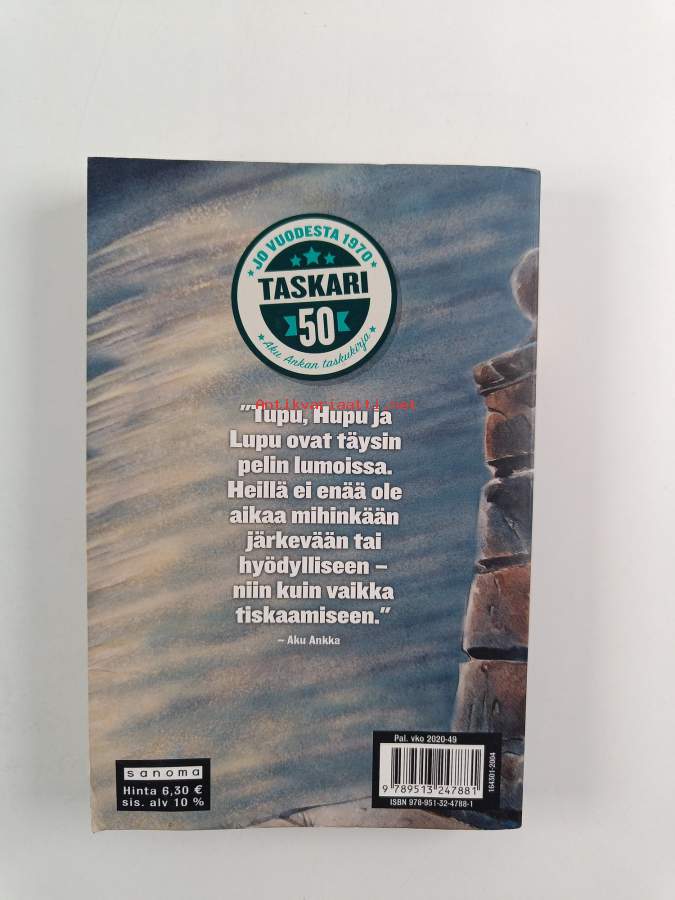 JO VUODESTA 1970
TASKARI
50
Aku Ankan taskukirja
Antikvariaatti.net
”Tupu, Hupu ja
Lupu ovat täysin
pelin lumoissa.
Heillä ei enää ole
aikaa mihinkään
järkevään tai
hyödylliseen –
niin kuin vaikka
tiskaamiseen.”
– Aku Ankka
sanoma
Hinta 6,30 €
sis. alv 10 %
Pal. vko 2020-49
9 789513 247881
ISBN 978-951-32-4788-1
164301-2004